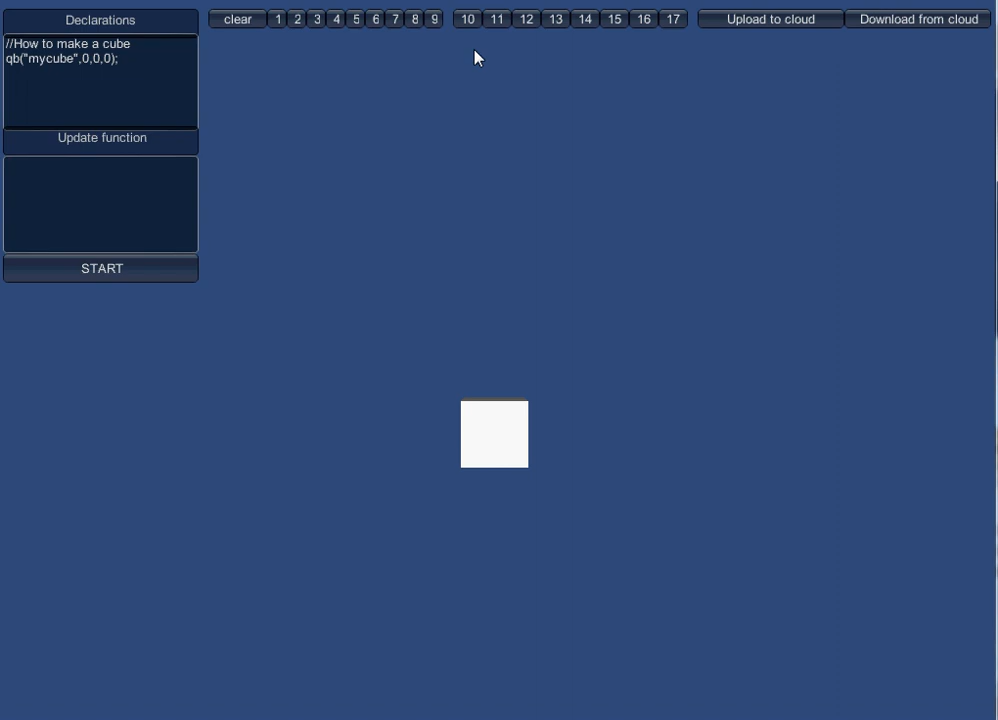 Declarations
//How to make a cube
qb("mycube",0,0,0);
Update function
START
clear 1 2 3 4 5 6 7 8 9 10 11 12 13 14 15 16 17 Upload to cloud Download from cloud